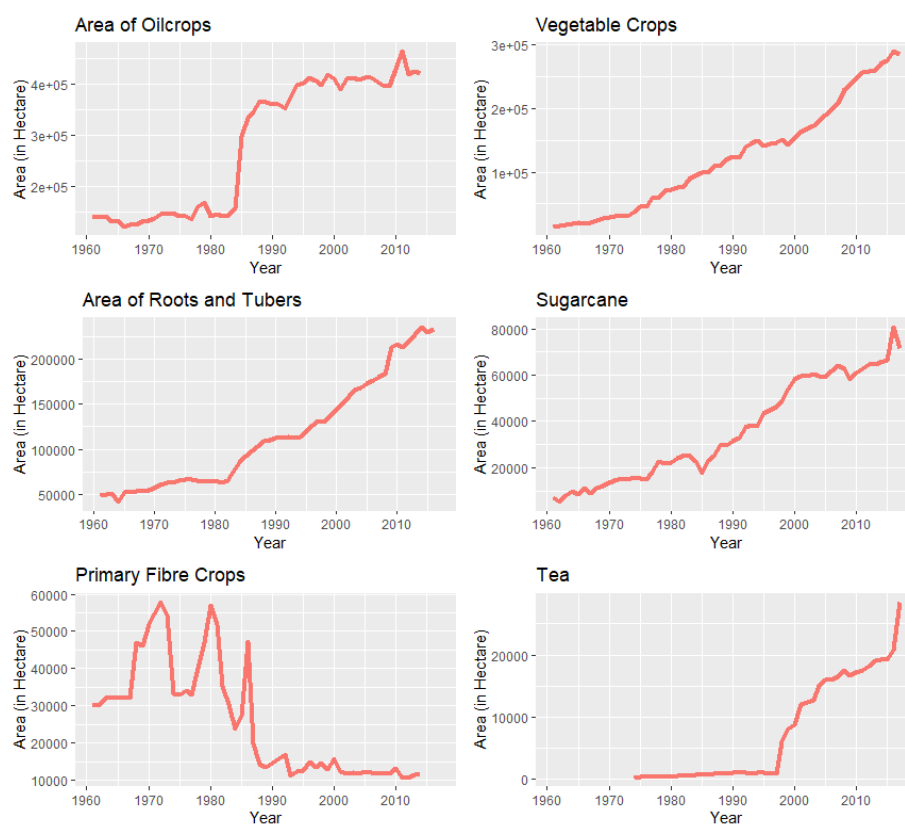 Area of Oilcrops
Area (in Hectare)
4e+05
3e+05
2e+05
1960 1970 1980 1990 2000 2010
Year
Vegetable Crops
Area (in Hectare)
3e+05
2e+05
1e+05
1960 1970 1980 1990 2000 2010
Year
Area of Roots and Tubers
Area (in Hectare)
200000
150000
100000
50000
1960 1970 1980 1990 2000 2010
Year
Sugarcane
Area (in Hectare)
80000
60000
40000
20000
1960 1970 1980 1990 2000 2010
Year
Primary Fibre Crops
Area (in Hectare)
60000
50000
40000
30000
20000
10000
1960 1970 1980 1990 2000 2010
Year
Tea
Area (in Hectare)
20000
10000
0
1960 1970 1980 1990 2000 2010
Year